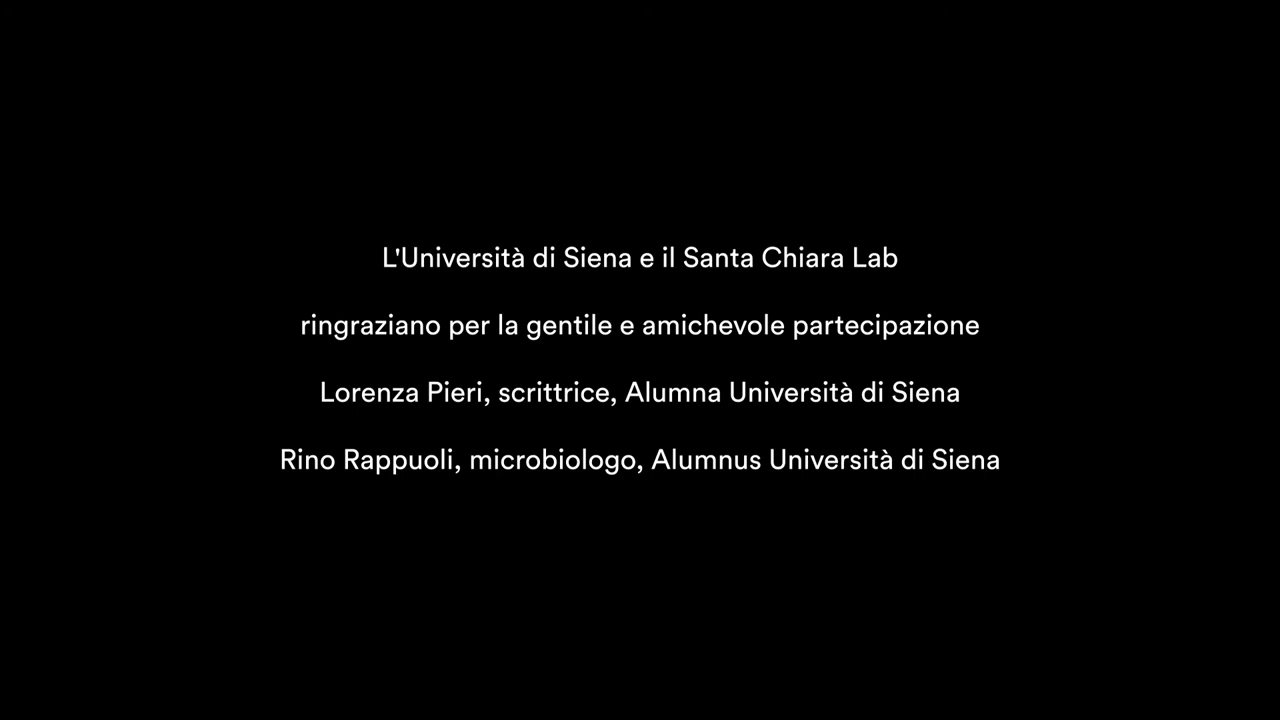 L'Università di Siena e il Santa Chiara Lab
ringraziano per la gentile e amichevole partecipazione
Lorenza Pieri, scrittrice, Alumna Università di Siena
Rino Rappuoli, microbiologo, Alumnus Università di Siena